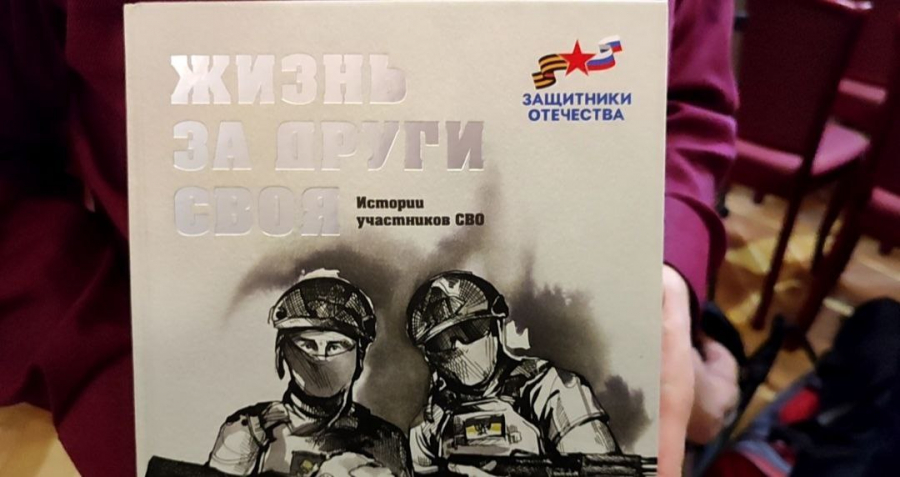 ЖИЗНЬ
ЗА ДРУГИ
СВОЯ
Истории
участников СВО
ЗАЩИТНИКИ
ОТЕЧЕСТВА